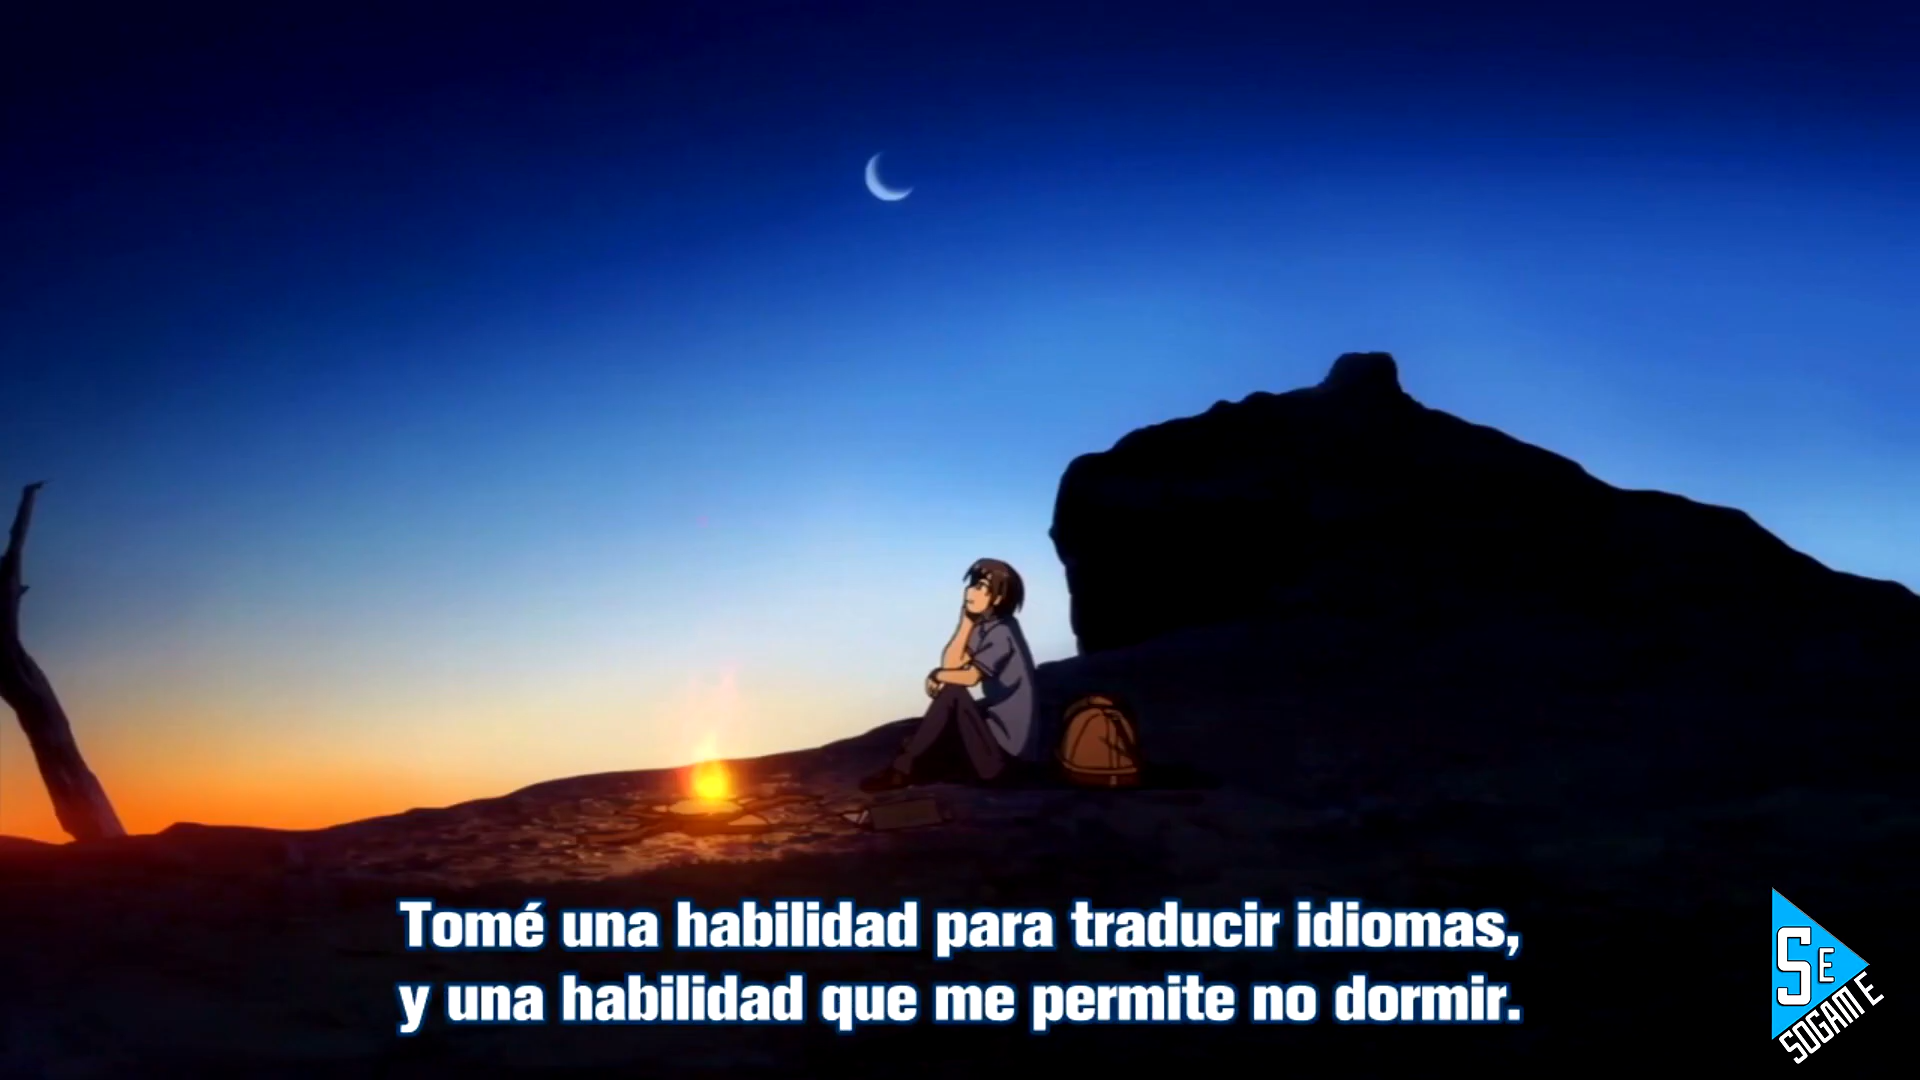 Tomé una habilidad para traducir idiomas,
y una habilidad que me permite no dormir.
SE
SOGAME